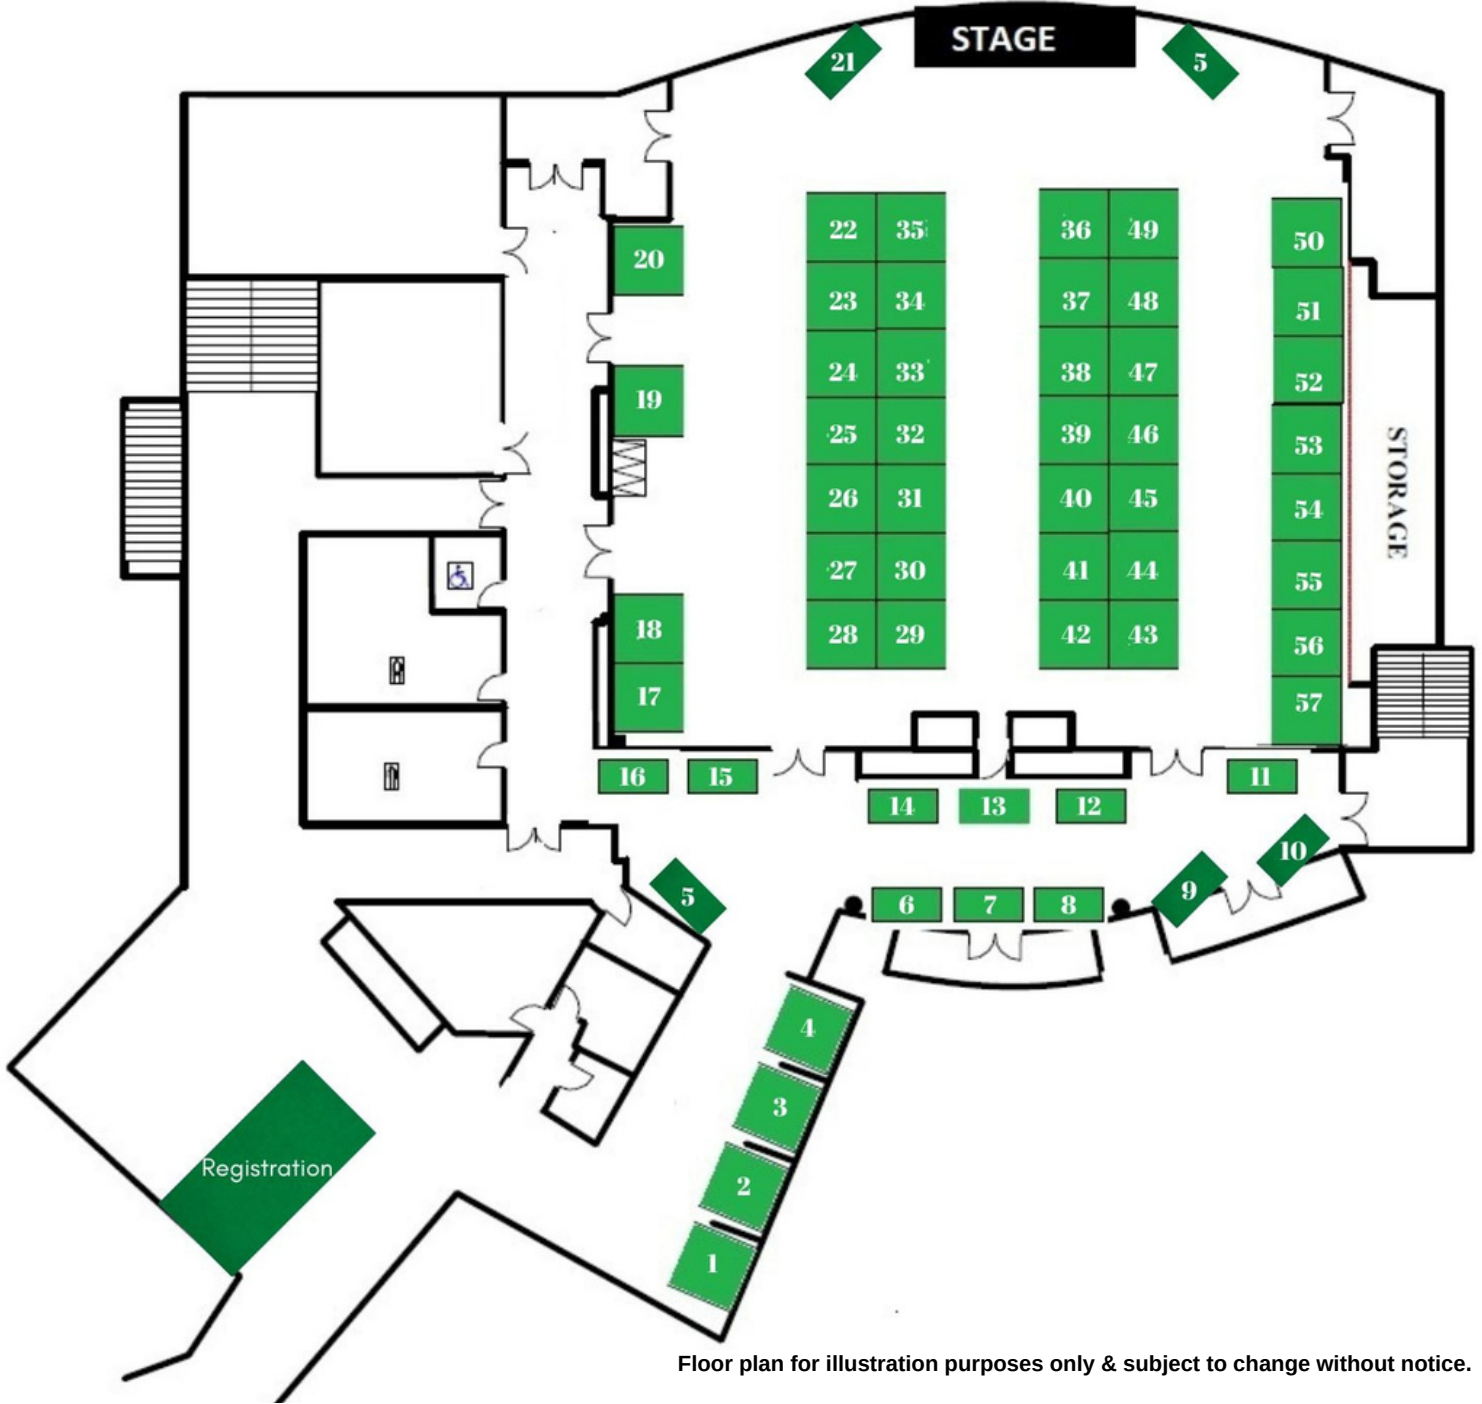 STAGE
21
5
22 35 36 49 50
20
23 34 37 48 51
24 33 38 47 52
19
25 32 39 46 53
STORAGE
26 31 40 45 54
27 30 41 44 55
18
28 29 42 43 56
17
57
16 15 11
14 13 12
10
5
9
6 7 8
4
3
Registration
2
1
Floor plan for illustration purposes only & subject to change without notice.